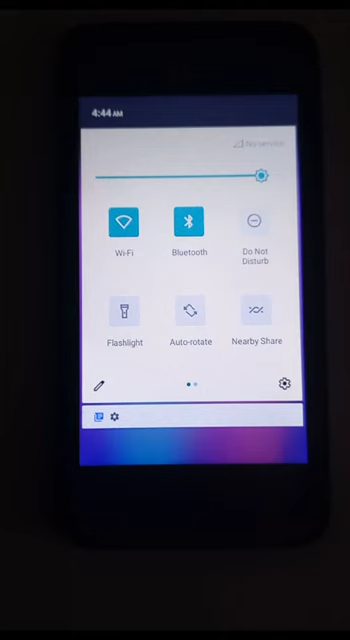 4:44 AM
No service
Wi-Fi
Bluetooth
Do Not
Disturb
Flashlight
Auto-rotate
Nearby Share